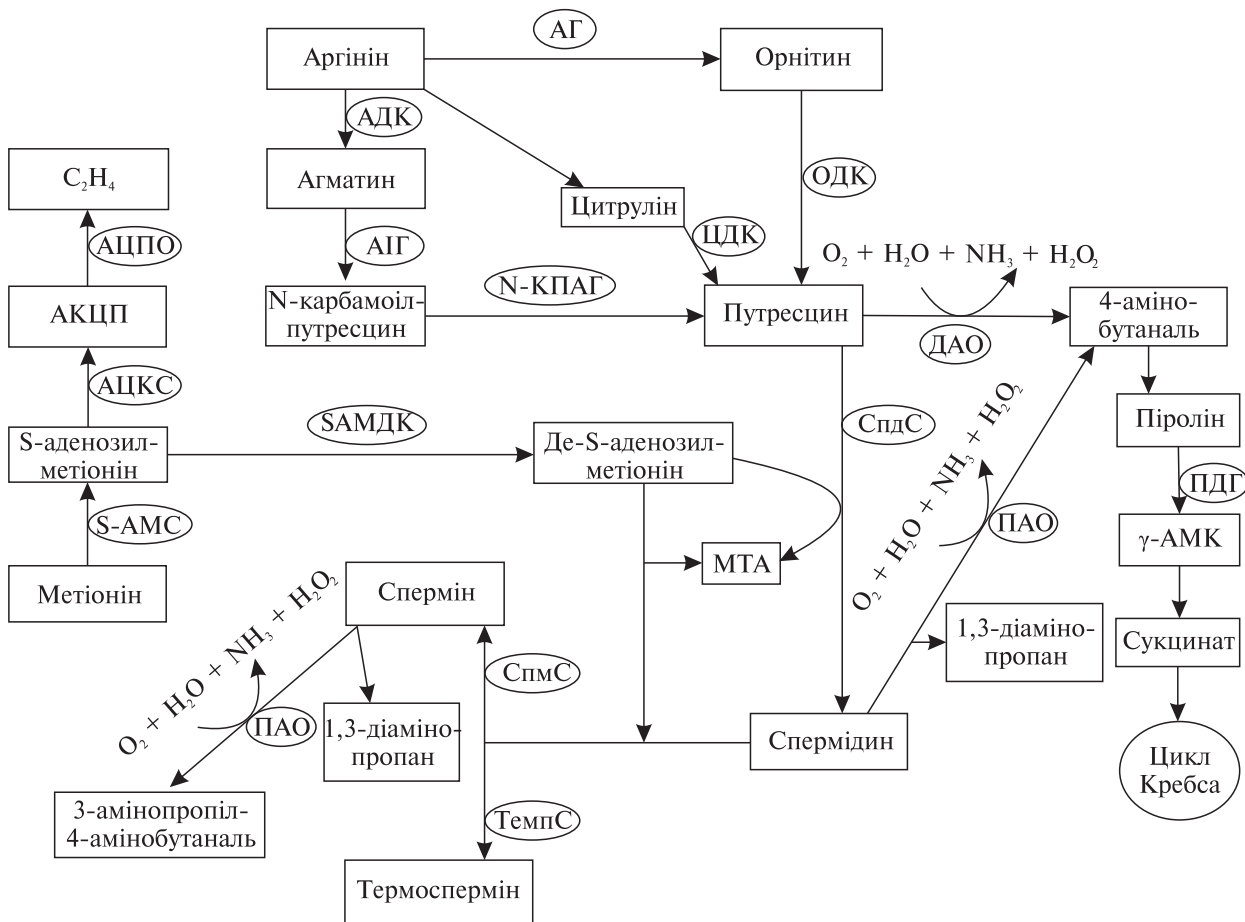 АГ
Аргінін
Орнітин
АДК
C₂H₄
Агматин
ОДК
Цитрулін
АЦПО
АІГ
ЦДК
O₂ + H₂O + NH₃ + H₂O₂
N-КПАГ
АКЦП
N-карбамоіл-
путресцин
Путресцин
4-аміно-
бутаналь
ДАО
АЦКС
SАМДК
СпдС
O₂ + H₂O + NH₃ + H₂O₂
Піролін
S-аденозил-
метіонін
Де-S-аденозил-
метіонін
ПДГ
S-АМС
ПАО
γ-АМК
МТА
Метіонін
Спермін
O₂ + H₂O + NH₃ + H₂O₂
1,3-діаміно-
пропан
Сукцинат
СпмС
ПАО
1,3-діаміно-
пропан
Спермідин
Цикл
Кребса
3-амінопропіл-
4-амінобутаналь
ТемпС
Термоспермін